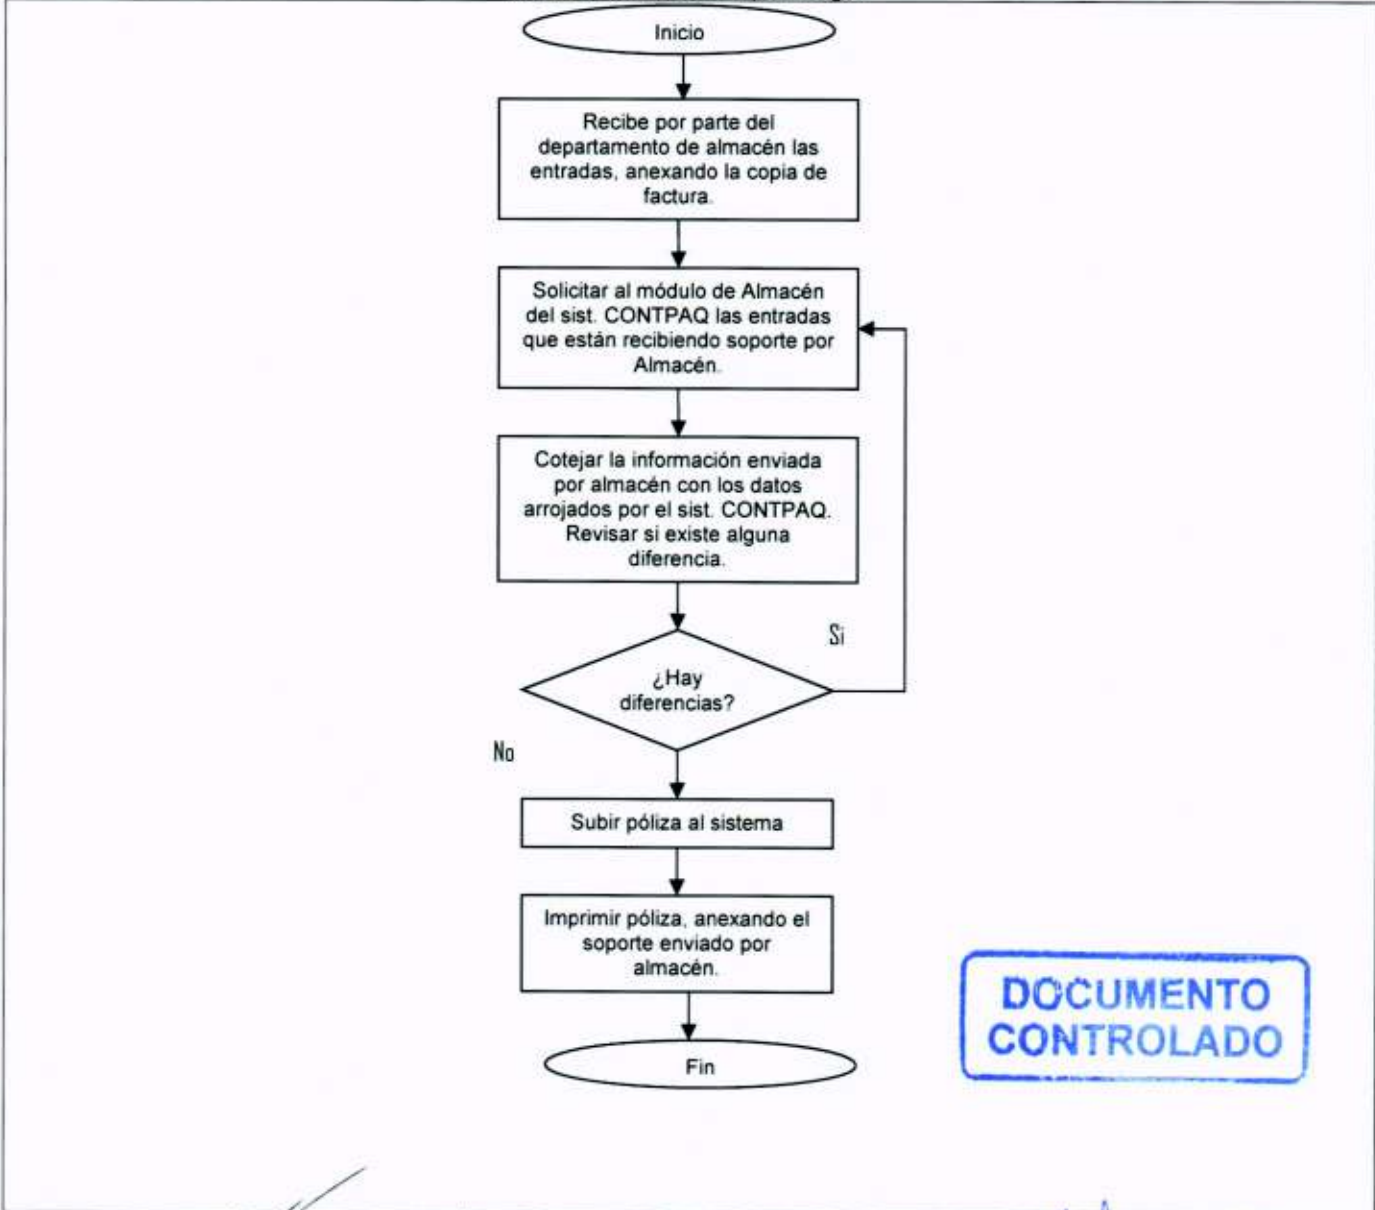 Inicio
Recibe por parte del
departamento de almacén las
entradas, anexando la copia de
factura.
Solicitar al módulo de Almacén
del sist. CONTPAQ las entradas
que están recibiendo soporte por
Almacén.
Cotejar la información enviada
por almacén con los datos
arrojados por el sist. CONTPAQ.
Revisar si existe alguna
diferencia.
Si
¿Hay
diferencias?
No
Subir póliza al sistema
Imprimir póliza, anexando el
soporte enviado por
almacén.
DOCUMENTO
CONTROLADO
Fin